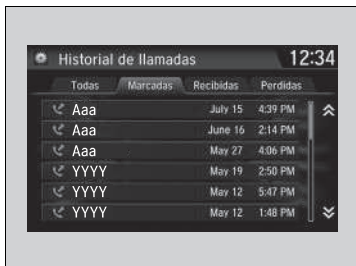 Historial de llamadas 12:34
Todas Marcadas Recibidas Perdidas
Aaa July 15 4:39 PM
Aaa June 16 2:14 PM
Aaa May 27 4:06 PM
YYYY May 19 2:50 PM
YYYY May 12 5:47 PM
YYYY May 12 1:48 PM